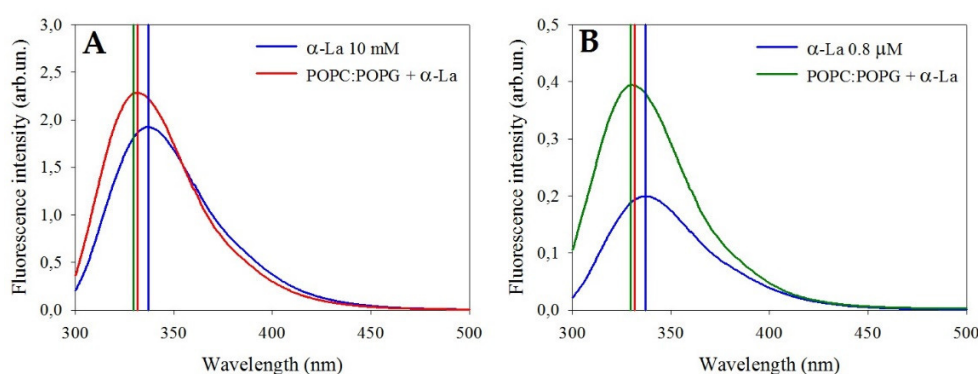 A
α-La 10 mM
POPC:POPG + α-La
Fluorescence intensity (arb.un.)
3,0
2,5
2,0
1,5
1,0
0,5
0,0
300 350 400 450 500
Wavelength (nm)
B
α-La 0.8 μM
POPC:POPG + α-La
Fluorescence intensity (arb.un.)
0,5
0,4
0,3
0,2
0,1
0,0
300 350 400 450 500
Wavelength (nm)